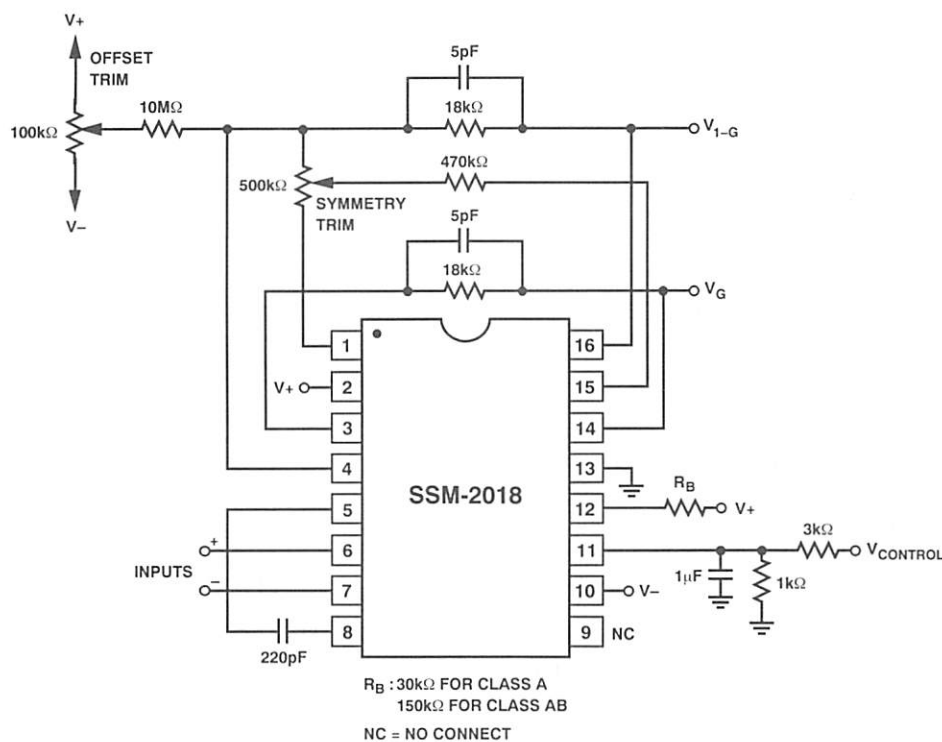 V+
OFFSET
TRIM
100kΩ
V–
10MΩ
5pF
18kΩ
V1-G
500kΩ
SYMMETRY
TRIM
470kΩ
5pF
18kΩ
VG
1
2
3
4
5
6
7
8
V+
+
INPUTS
–
220pF
SSM-2018
16
15
14
13
12
11
10
9
RB
V+
3kΩ
VCONTROL
1μF
1kΩ
V–
NC
RB : 30kΩ FOR CLASS A
150kΩ FOR CLASS AB
NC = NO CONNECT